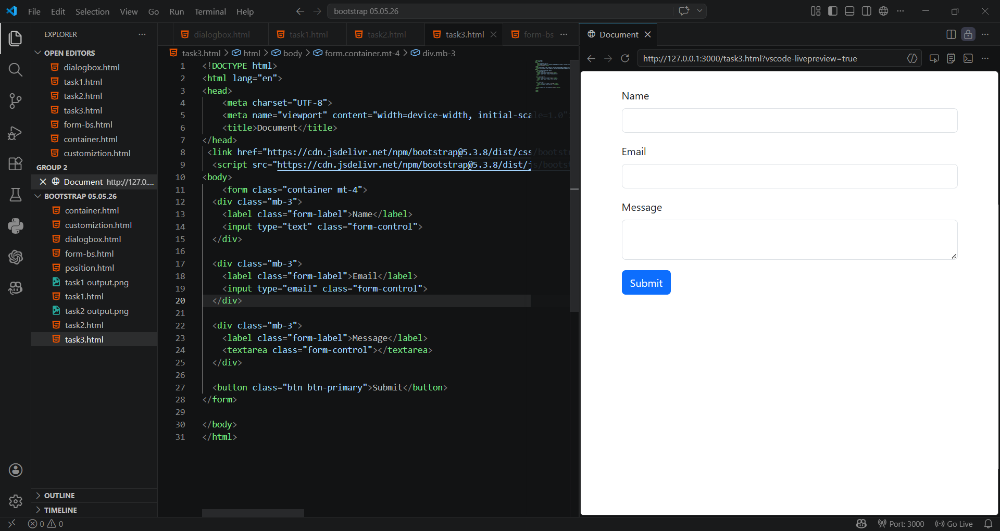 File Edit Selection View Go Run Terminal Help
bootstrap 05.05.26
EXPLORER
OPEN EDITORS
dialogbox.html
task1.html
task2.html
task3.html
form-bs.html
container.html
customiztion.html
GROUP 2
Document http://127.0....
BOOTSTRAP 05.05.26
container.html
customiztion.html
dialogbox.html
form-bs.html
position.html
task1 output.png
task1.html
task2 output.png
task2.html
task3.html
OUTLINE
TIMELINE
dialogbox.html task1.html task2.html task3.html form-bs
task3.html > html > body > form.container.mt-4 > div.mb-3
1 <!DOCTYPE html>
2 <html lang="en">
3 <head>
4 <meta charset="UTF-8">
5 <meta name="viewport" content="width=device-width, initial-scale=1.0"
6 <title>Document</title>
7 </head>
8 <link href="https://cdn.jsdelivr.net/npm/bootstrap@5.3.8/dist/css/bootst
9 <script src="https://cdn.jsdelivr.net/npm/bootstrap@5.3.8/dist/js/boots
10 <body>
11 <form class="container mt-4">
12 <div class="mb-3">
13 <label class="form-label">Name</label>
14 <input type="text" class="form-control">
15 </div>
16
17 <div class="mb-3">
18 <label class="form-label">Email</label>
19 <input type="email" class="form-control">
20 </div>
21
22 <div class="mb-3">
23 <label class="form-label">Message</label>
24 <textarea class="form-control"></textarea>
25 </div>
26
27 <button class="btn btn-primary">Submit</button>
28 </form>
29
30 </body>
31 </html>
Document
http://127.0.0.1:3000/task3.html?vscode-livepreview=true
Name
Email
Message
Submit
0 0
Port: 3000 Go Live